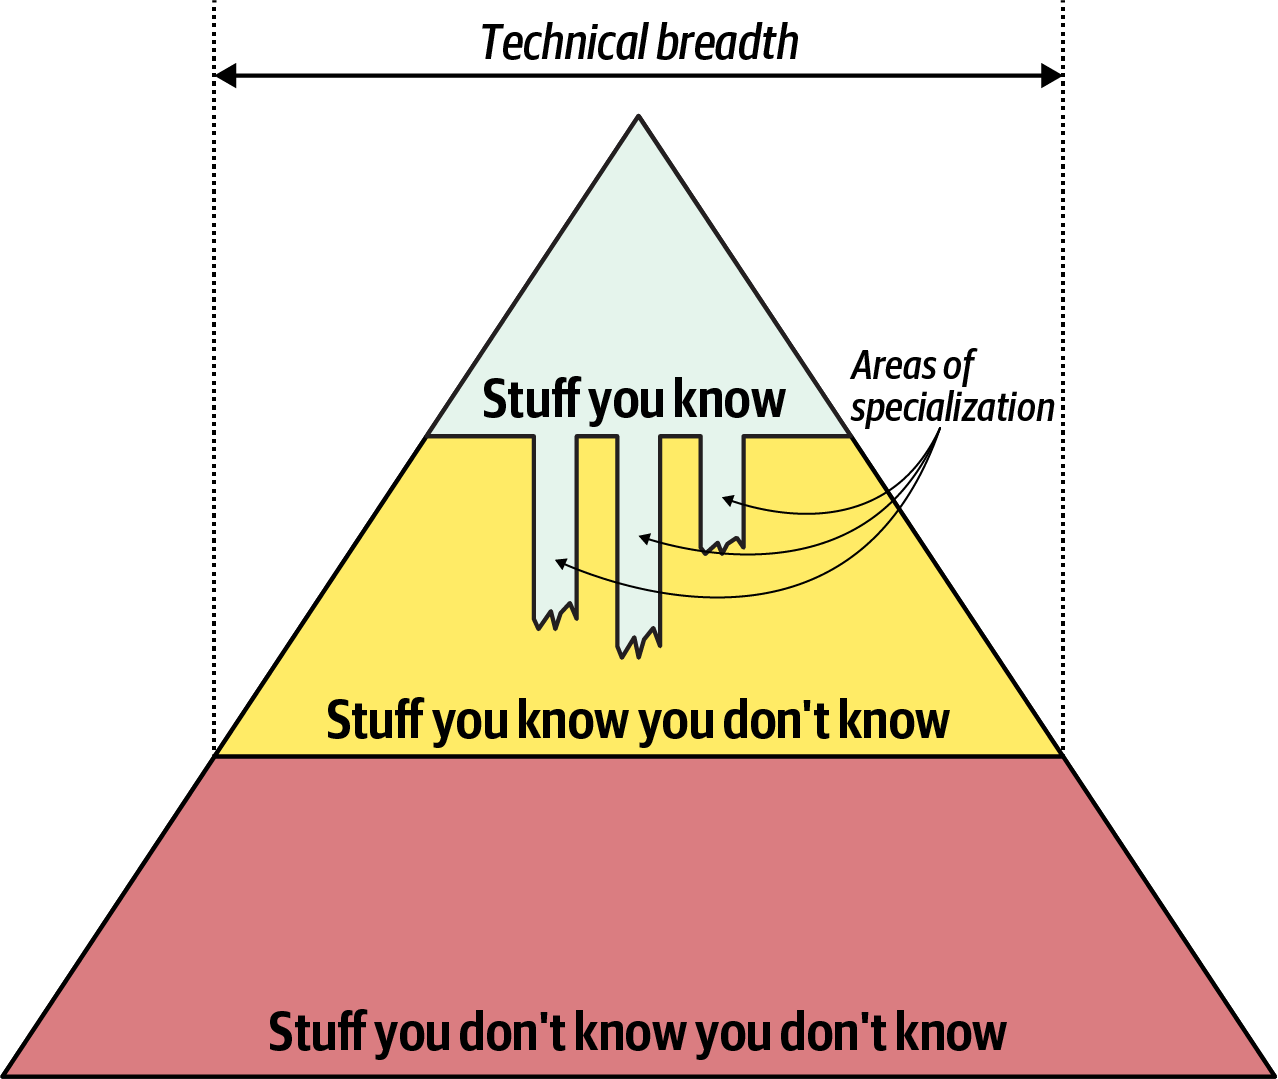 Technical breadth
Stuff you know
Areas of
specialization
Stuff you know you don't know
Stuff you don't know you don't know